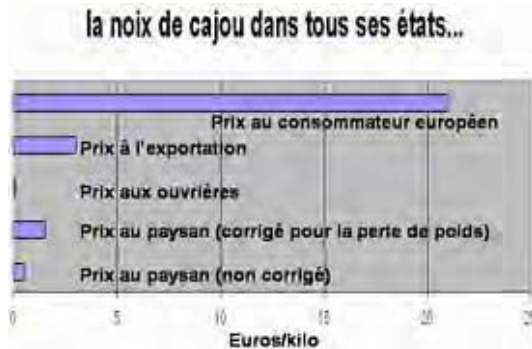 la noix de cajou dans tous ses états...
Prix au consommateur européen
Prix à l'exportation
Prix aux ouvrières
Prix au paysan (corrigé pour la perte de poids)
Prix au paysan (non corrigé)
0 5 10 15 20 25
Euros/kilo